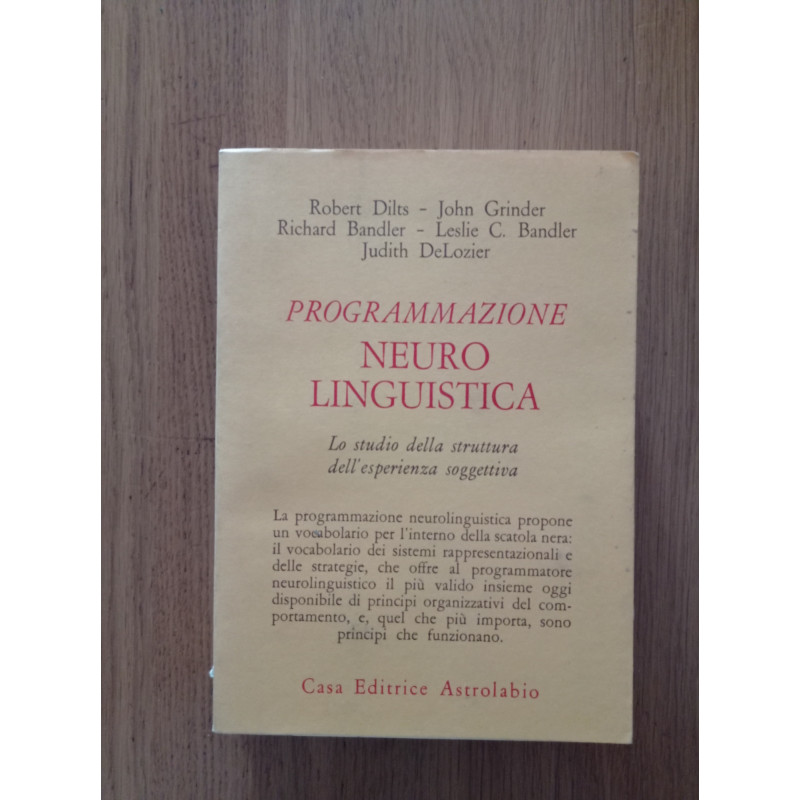 Robert Dilts - John Grinder
Richard Bandler - Leslie C. Bandler
Judith DeLozier
PROGRAMMAZIONE
NEURO
LINGUISTICA
Lo studio della struttura
dell'esperienza soggettiva
La programmazione neurolinguistica propone
un vocabolario per l'interno della scatola nera:
il vocabolario dei sistemi rappresentazionali e
delle strategie, che offre al programmatore
neurolinguistico il più valido insieme oggi
disponibile di principi organizzativi del com-
portamento, e, quel che più importa, sono
principi che funzionano.
Casa Editrice Astrolabio